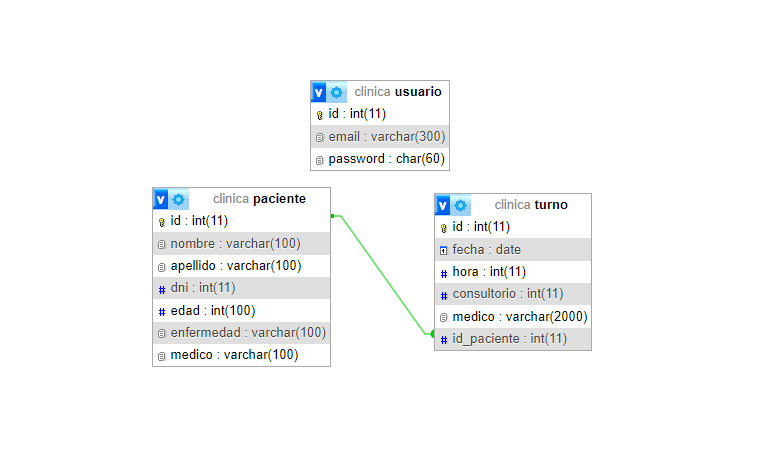 v clinica usuario
id : int(11)
email : varchar(300)
password : char(60)
v clinica paciente
id : int(11)
nombre : varchar(100)
apellido : varchar(100)
# dni : int(11)
# edad : int(100)
enfermedad : varchar(100)
medico : varchar(100)
v clinica turno
id : int(11)
fecha : date
# hora : int(11)
# consultorio : int(11)
medico : varchar(2000)
# id_paciente : int(11)